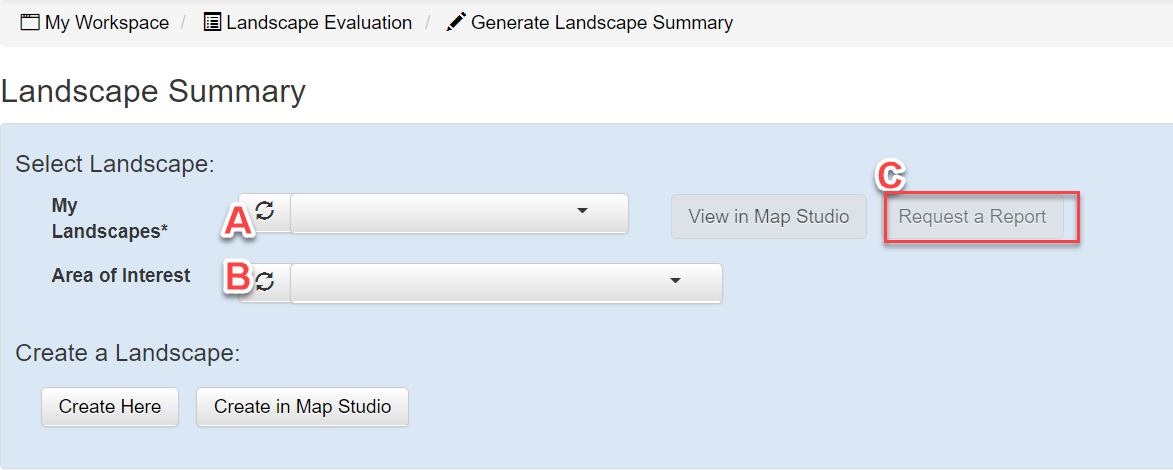 My Workspace / Landscape Evaluation / Generate Landscape Summary
Landscape Summary
Select Landscape:
My
Landscapes*
A
View in Map Studio
C
Request a Report
Area of Interest
B
Create a Landscape:
Create Here
Create in Map Studio